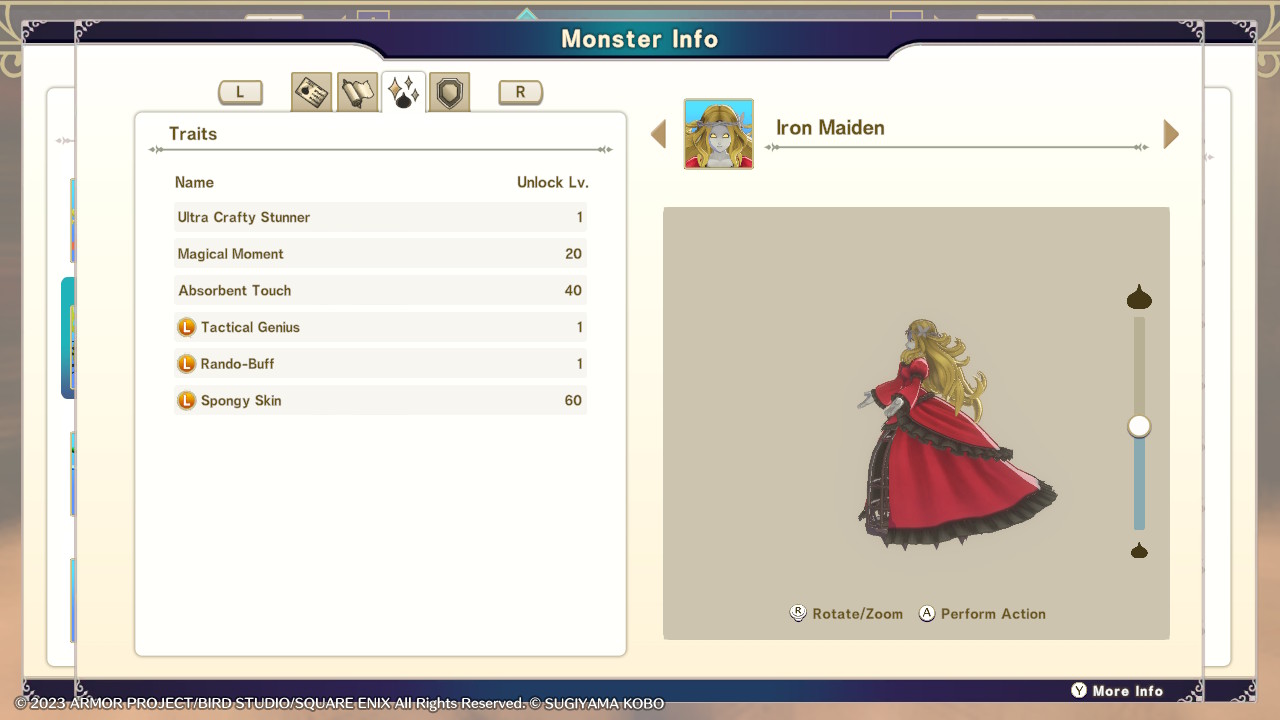 Monster Info
L
R
Traits
Name Unlock Lv.
Ultra Crafty Stunner 1
Magical Moment 20
Absorbent Touch 40
L Tactical Genius 1
L Rando-Buff 1
L Spongy Skin 60
Iron Maiden
R Rotate/Zoom A Perform Action
Y More Info
© 2023 ARMOR PROJECT/BIRD STUDIO/SQUARE ENIX All Rights Reserved. © SUGIYAMA KOBO